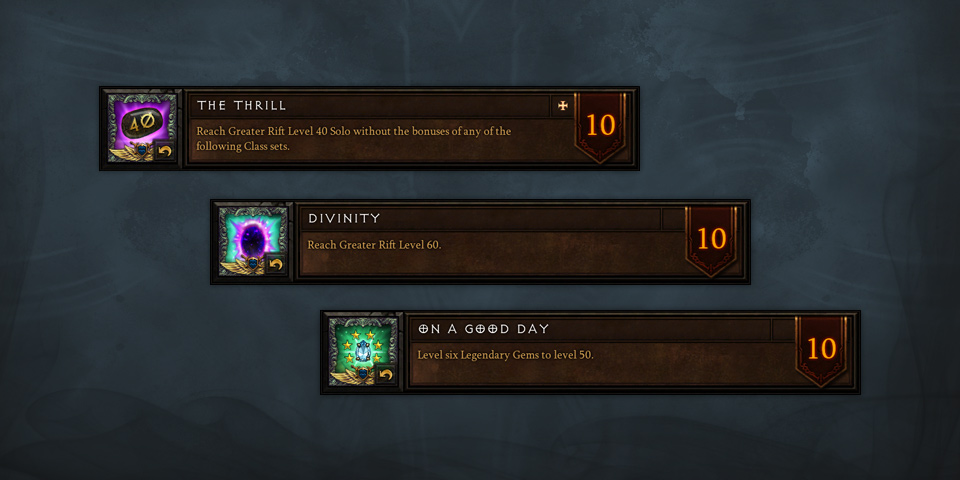 THE THRILL
40
10
Reach Greater Rift Level 40 Solo without the bonuses of any of the
following Class sets.
DIVINITY
10
Reach Greater Rift Level 60.
ON A GOOD DAY
10
Level six Legendary Gems to level 50.